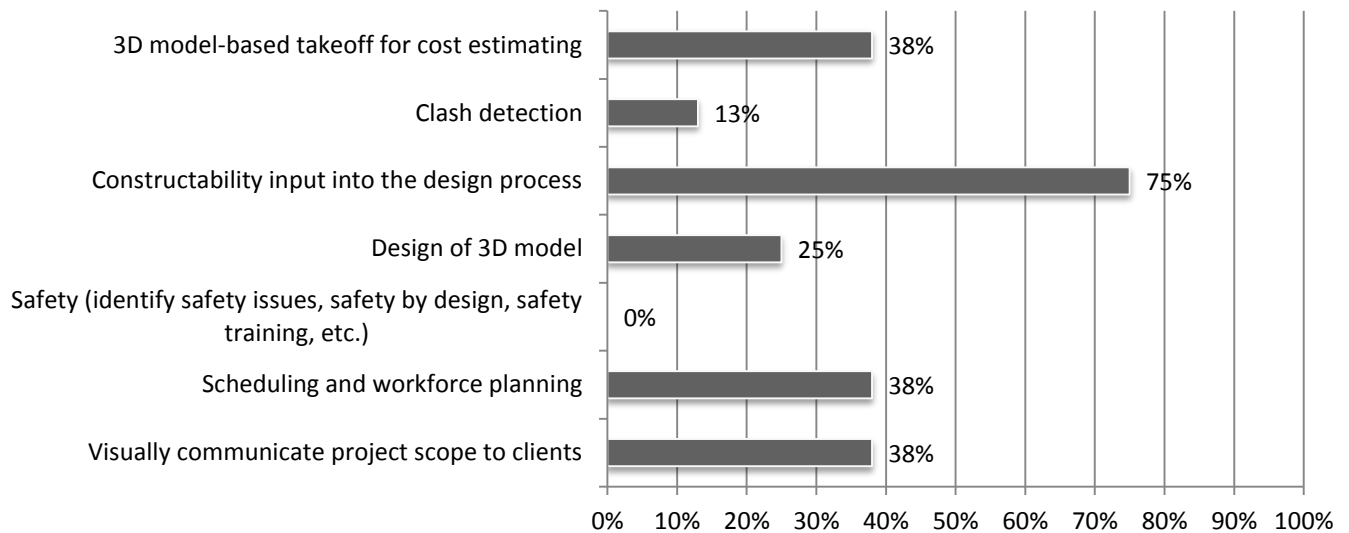 3D model-based takeoff for cost estimating
38%
Clash detection
13%
Constructability input into the design process
75%
Design of 3D model
25%
Safety (identify safety issues, safety by design, safety
training, etc.)
0%
Scheduling and workforce planning
38%
Visually communicate project scope to clients
38%
0% 10% 20% 30% 40% 50% 60% 70% 80% 90% 100%